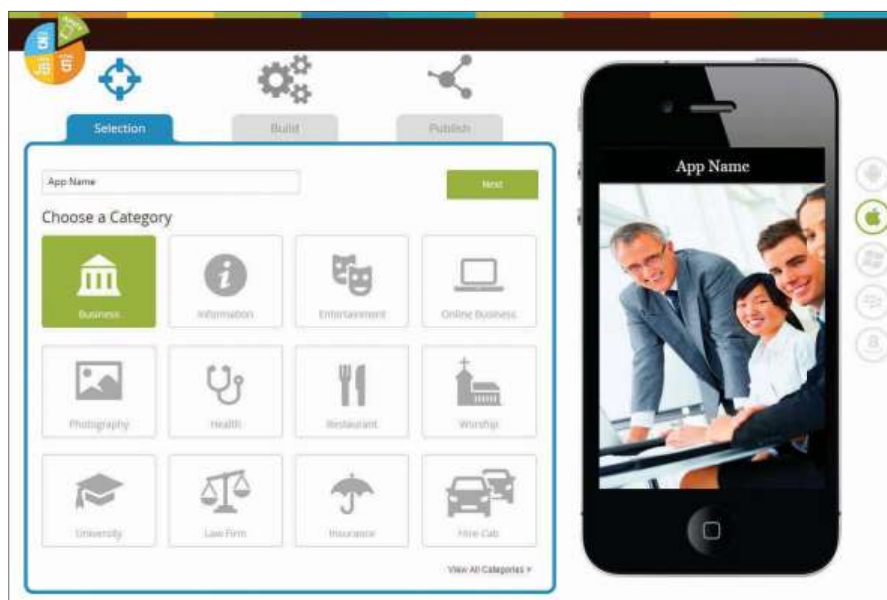 Selection
Build
Publish
App Name
Next
Choose a Category
Business
Information
Entertainment
Online Business
Photography
Health
Restaurant
Worship
University
Law Firm
Insurance
Hire Cab
View All Categories
App Name